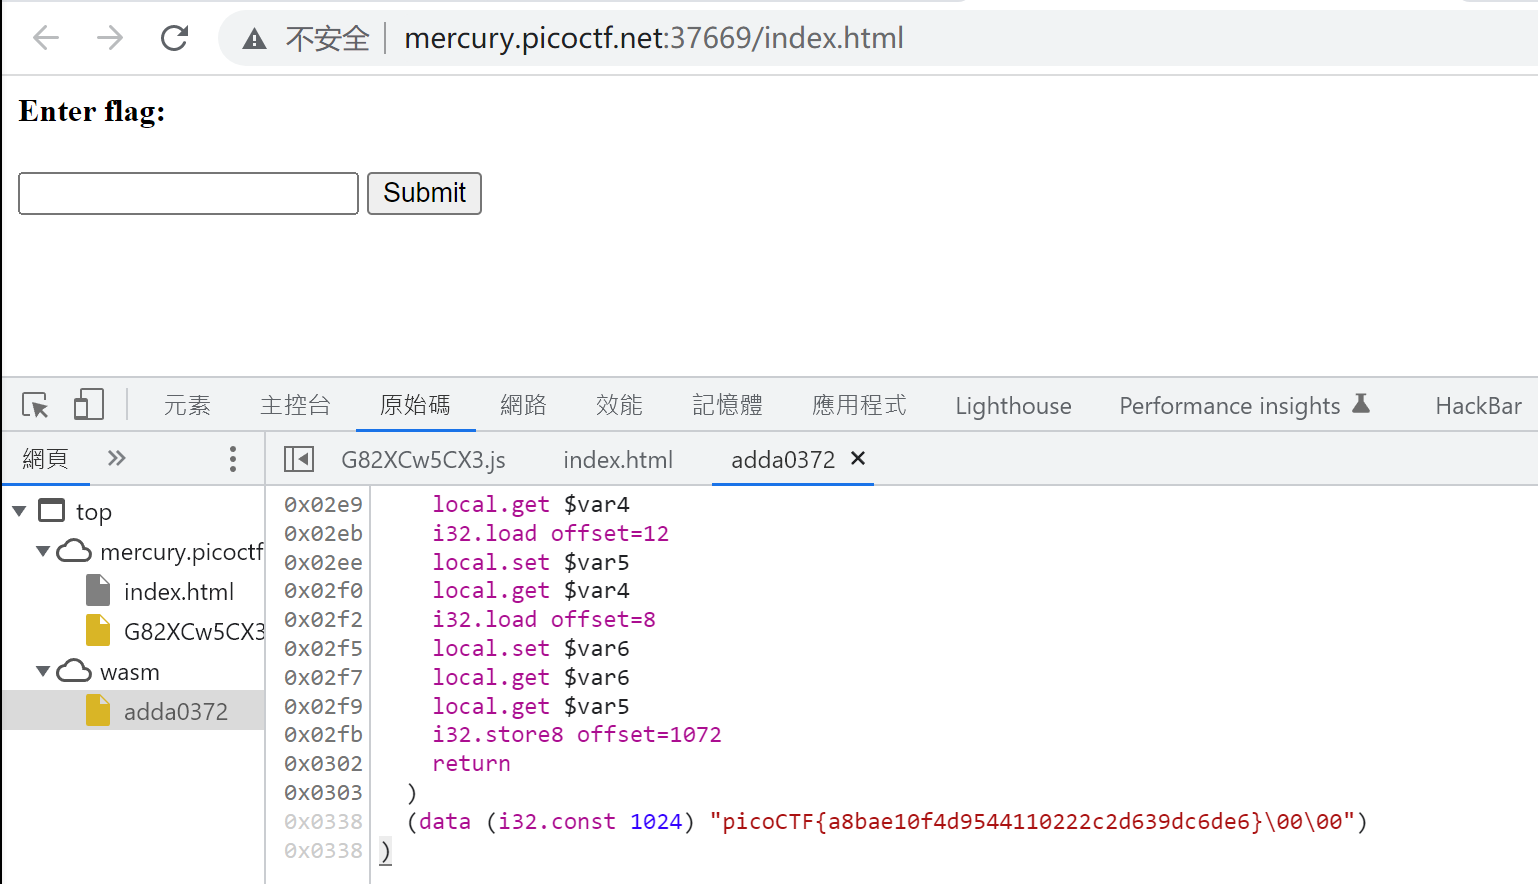 不安全 mercury.picoctf.net:37669/index.html
Enter flag:
Submit
元素 主控台 原始碼 網路 效能 記憶體 應用程式 Lighthouse Performance insights HackBar
網頁 G82XCw5CX3.js index.html adda0372
top
mercury.picoctf
index.html
G82XCw5CX3
wasm
adda0372
0x02e9 local.get $var4
0x02eb i32.load offset=12
0x02ee local.set $var5
0x02f0 local.get $var4
0x02f2 i32.load offset=8
0x02f5 local.set $var6
0x02f7 local.get $var6
0x02f9 local.get $var5
0x02fb i32.store8 offset=1072
0x0302 return
0x0303 )
0x0338 (data (i32.const 1024) "picoCTF{a8bae10f4d9544110222c2d639dc6de6}\00\00")
0x0338 )